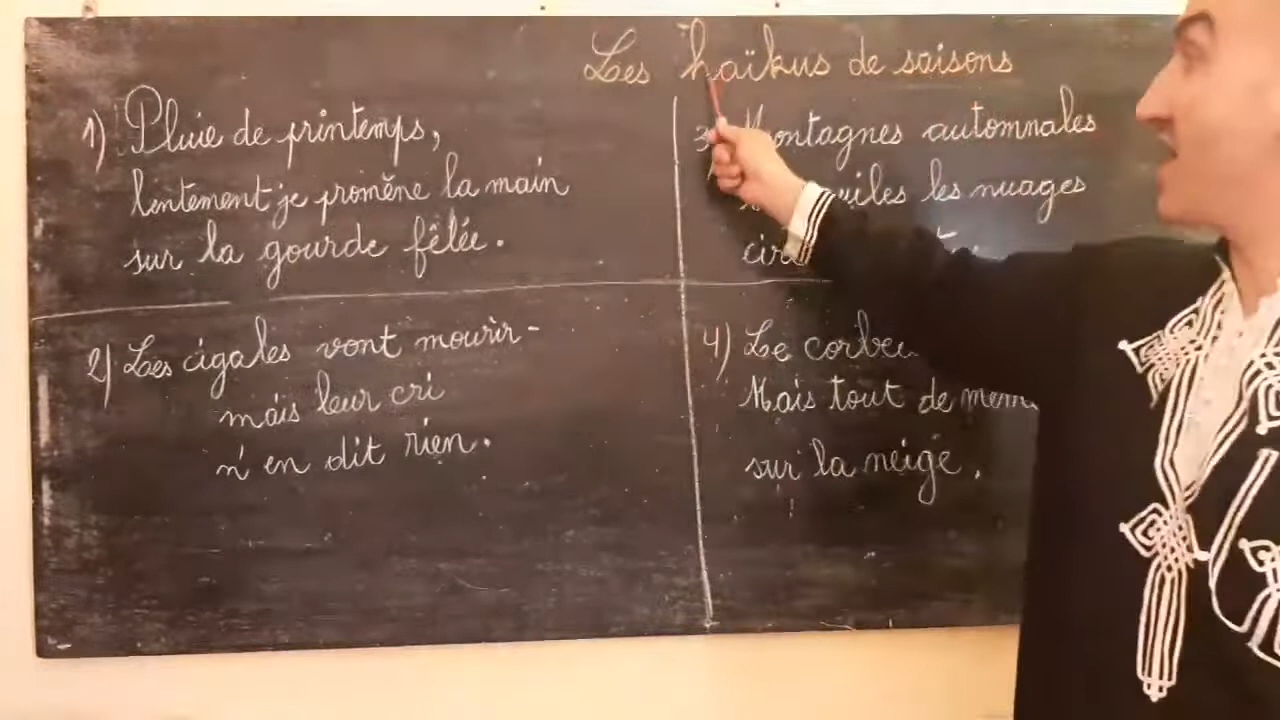 Les haïkus de saisons
1) Pluie de printemps,
lentement je promène la main
sur la gourde fêlée.
2) Les cigales vont mourir-
mais leur cri
n'en dit rien.
3) Montagnes automnales
les nuages
4) Le
Mais tout de
sur la neige.